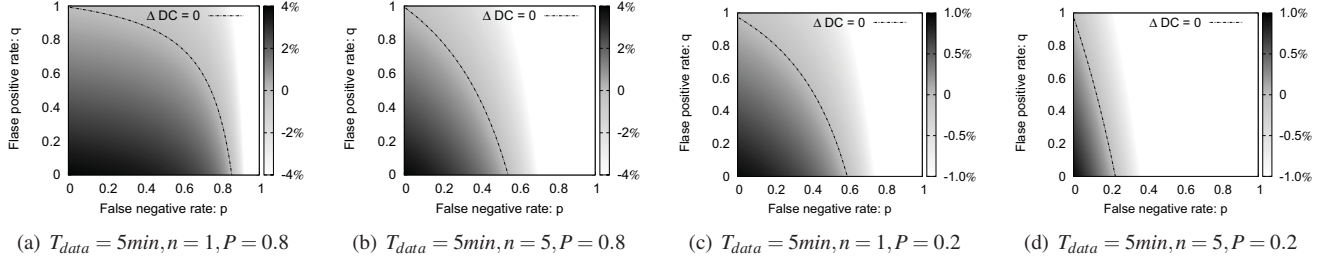 Δ DC = 0
1
0.8
0.6
0.4
0.2
0
0 0.2 0.4 0.6 0.8 1
Flase positive rate: q
False negative rate: p
4%
2%
0
-2%
-4%
(a) T_data = 5min, n = 1, P = 0.8
Δ DC = 0
1
0.8
0.6
0.4
0.2
0
0 0.2 0.4 0.6 0.8 1
Flase positive rate: q
False negative rate: p
4%
2%
0
-2%
-4%
(b) T_data = 5min, n = 5, P = 0.8
Δ DC = 0
1
0.8
0.6
0.4
0.2
0
0 0.2 0.4 0.6 0.8 1
Flase positive rate: q
False negative rate: p
1.0%
0.5%
0
-0.5%
-1.0%
(c) T_data = 5min, n = 1, P = 0.2
Δ DC = 0
1
0.8
0.6
0.4
0.2
0
0 0.2 0.4 0.6 0.8 1
Flase positive rate: q
False negative rate: p
1.0%
0.5%
0
-0.5%
-1.0%
(d) T_data = 5min, n = 5, P = 0.2